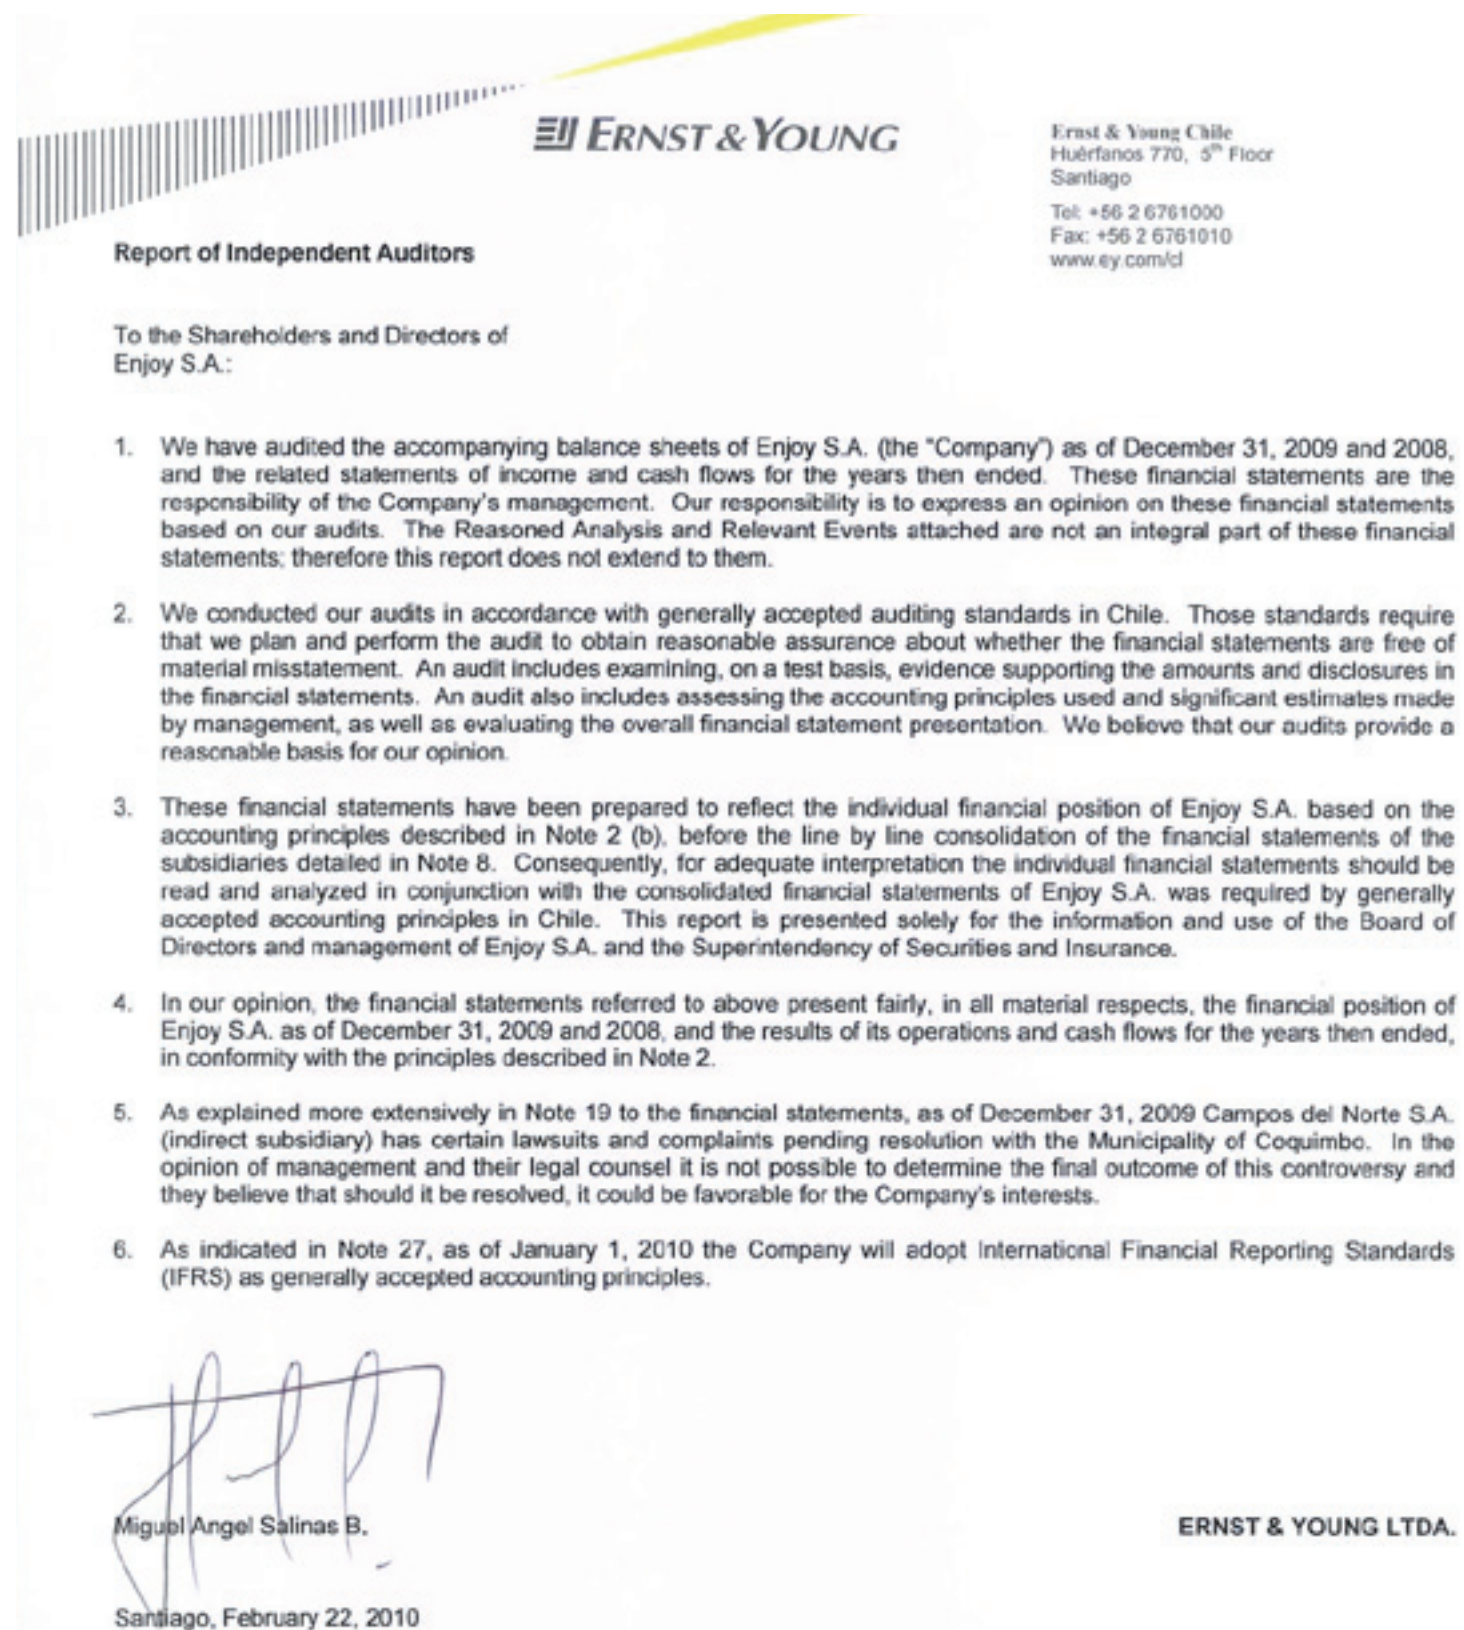 ERNST & YOUNG
Ernst & Young Chile
Huérfanos 770, 5th Floor
Santiago
Tel: +56 2 6761000
Fax: +56 2 6761010
www.ey.com/cl
Report of Independent Auditors
To the Shareholders and Directors of
Enjoy S.A.:
1. We have audited the accompanying balance sheets of Enjoy S.A. (the "Company") as of December 31, 2009 and 2008,
and the related statements of income and cash flows for the years then ended. These financial statements are the
responsibility of the Company's management. Our responsibility is to express an opinion on these financial statements
based on our audits. The Reasoned Analysis and Relevant Events attached are not an integral part of these financial
statements; therefore this report does not extend to them.
2. We conducted our audits in accordance with generally accepted auditing standards in Chile. Those standards require
that we plan and perform the audit to obtain reasonable assurance about whether the financial statements are free of
material misstatement. An audit includes examining, on a test basis, evidence supporting the amounts and disclosures in
the financial statements. An audit also includes assessing the accounting principles used and significant estimates made
by management, as well as evaluating the overall financial statement presentation. We believe that our audits provide a
reasonable basis for our opinion.
3. These financial statements have been prepared to reflect the individual financial position of Enjoy S.A. based on the
accounting principles described in Note 2 (b), before the line by line consolidation of the financial statements of the
subsidiaries detailed in Note 8. Consequently, for adequate interpretation the individual financial statements should be
read and analyzed in conjunction with the consolidated financial statements of Enjoy S.A. was required by generally
accepted accounting principles in Chile. This report is presented solely for the information and use of the Board of
Directors and management of Enjoy S.A. and the Superintendency of Securities and Insurance.
4. In our opinion, the financial statements referred to above present fairly, in all material respects, the financial position of
Enjoy S.A. as of December 31, 2009 and 2008, and the results of its operations and cash flows for the years then ended,
in conformity with the principles described in Note 2.
5. As explained more extensively in Note 19 to the financial statements, as of December 31, 2009 Campos del Norte S.A.
(indirect subsidiary) has certain lawsuits and complaints pending resolution with the Municipality of Coquimbo. In the
opinion of management and their legal counsel it is not possible to determine the final outcome of this controversy and
they believe that should it be resolved, it could be favorable for the Company's interests.
6. As indicated in Note 27, as of January 1, 2010 the Company will adopt International Financial Reporting Standards
(IFRS) as generally accepted accounting principles.
Miguel Angel Salinas B.
ERNST & YOUNG LTDA.
Santiago, February 22, 2010